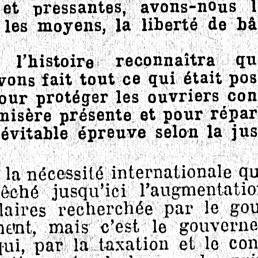 et pressantes, avons-nous l
les moyens, la liberté de bâ
l'histoire reconnaîtra qu
vons fait tout ce qui était pos
our protéger les ouvriers con
misère présente et pour répar
évitable épreuve selon la jus
la nécessité internationale qu
êché jusqu'ici l'augmentatio
laires recherchée par le gou
ment, mais c'est le gouverne
qui, par la taxation et le con